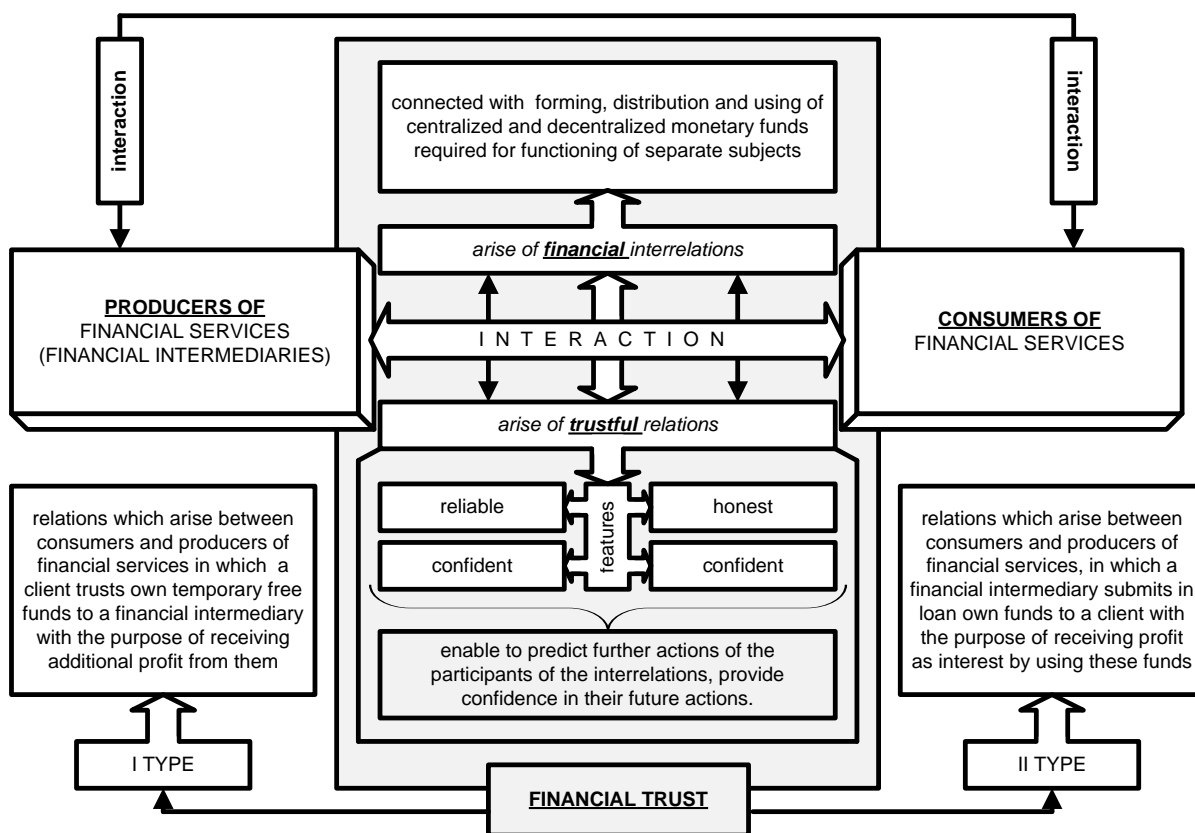 interaction
interaction
connected with forming, distribution and using of
centralized and decentralized monetary funds
required for functioning of separate subjects
arise of financial interrelations
PRODUCERS OF
FINANCIAL SERVICES
(FINANCIAL INTERMEDIARIES)
INTERACTION
CONSUMERS OF
FINANCIAL SERVICES
arise of trustful relations
reliable
features
honest
confident
confident
enable to predict further actions of the
participants of the interrelations, provide
confidence in their future actions.
relations which arise between
consumers and producers of
financial services in which a
client trusts own temporary free
funds to a financial intermediary
with the purpose of receiving
additional profit from them
relations which arise between
consumers and producers of
financial services, in which a
financial intermediary submits in
loan own funds to a client with
the purpose of receiving profit
as interest by using these funds
I TYPE
II TYPE
FINANCIAL TRUST